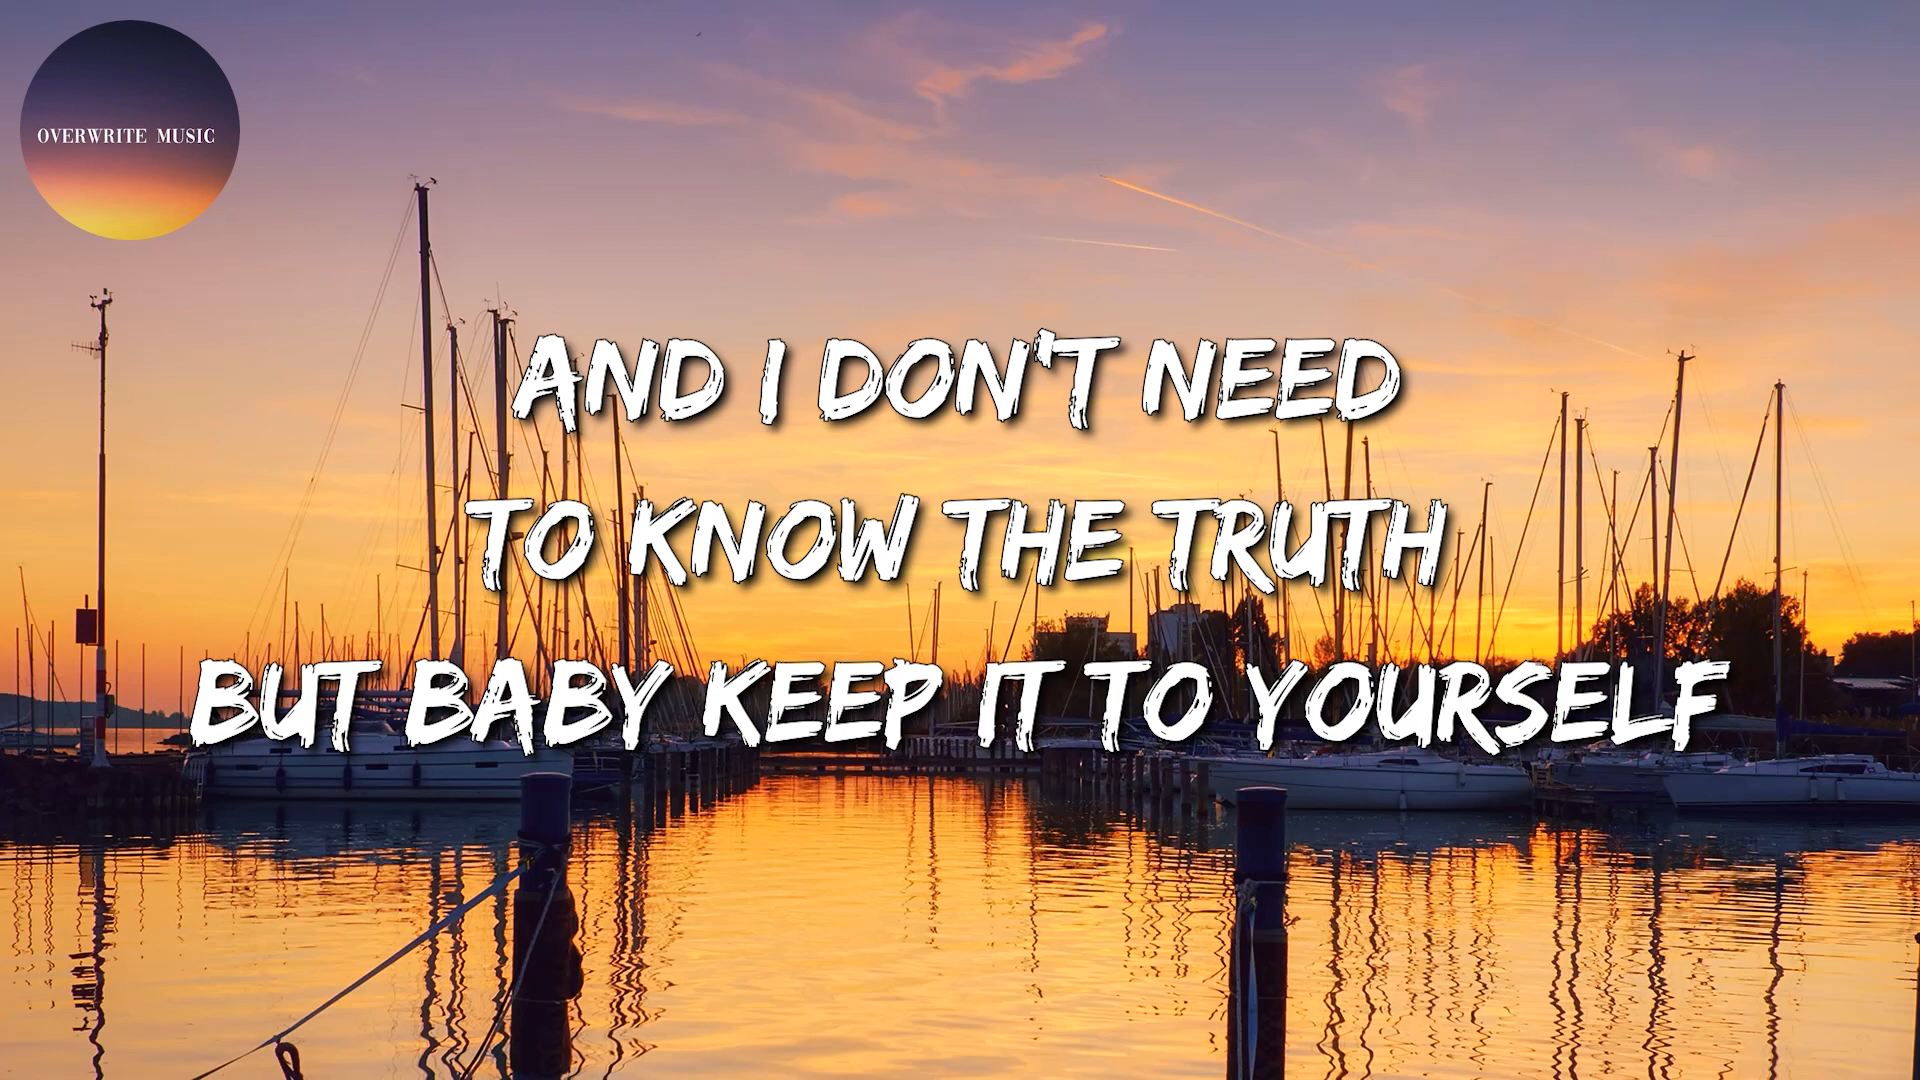 OVERWRITE MUSIC
AND I DON'T NEED
TO KNOW THE TRUTH
BUT BABY KEEP IT TO YOURSELF